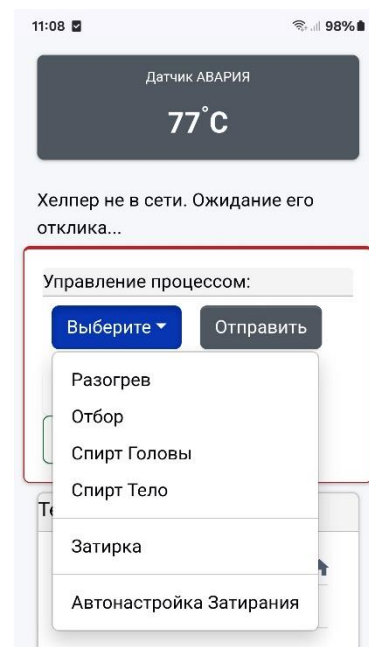 11:08 98%
Датчик АВАРИЯ
77°C
Хелпер не в сети. Ожидание его
отклика...
Управление процессом:
Выберите Отправить
Разогрев
Отбор
Спирт Головы
Спирт Тело
Те
Затирка
Автонастройка Затирания